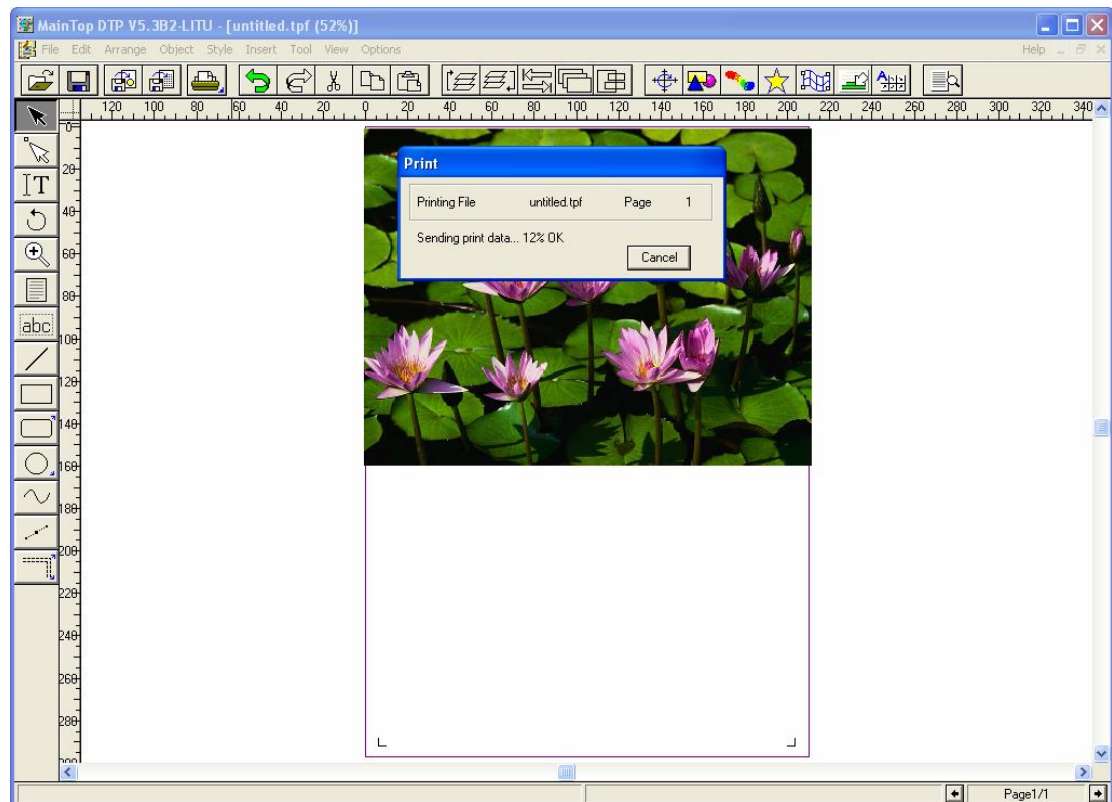 MainTop DTP V5.3B2-LITU - [untitled.tpf (52%)]
File Edit Arrange Object Style Insert Tool View Options Help
120 100 80 60 40 20 0 20 40 60 80 100 120 140 160 180 200 220 240 260 280 300 320 340
0
20
40
60
80
100
120
140
160
180
200
220
240
260
280
300
T
abc
A
Print
Printing File untitled.tpf Page 1
Sending print data... 12% OK
Cancel
Page1/1